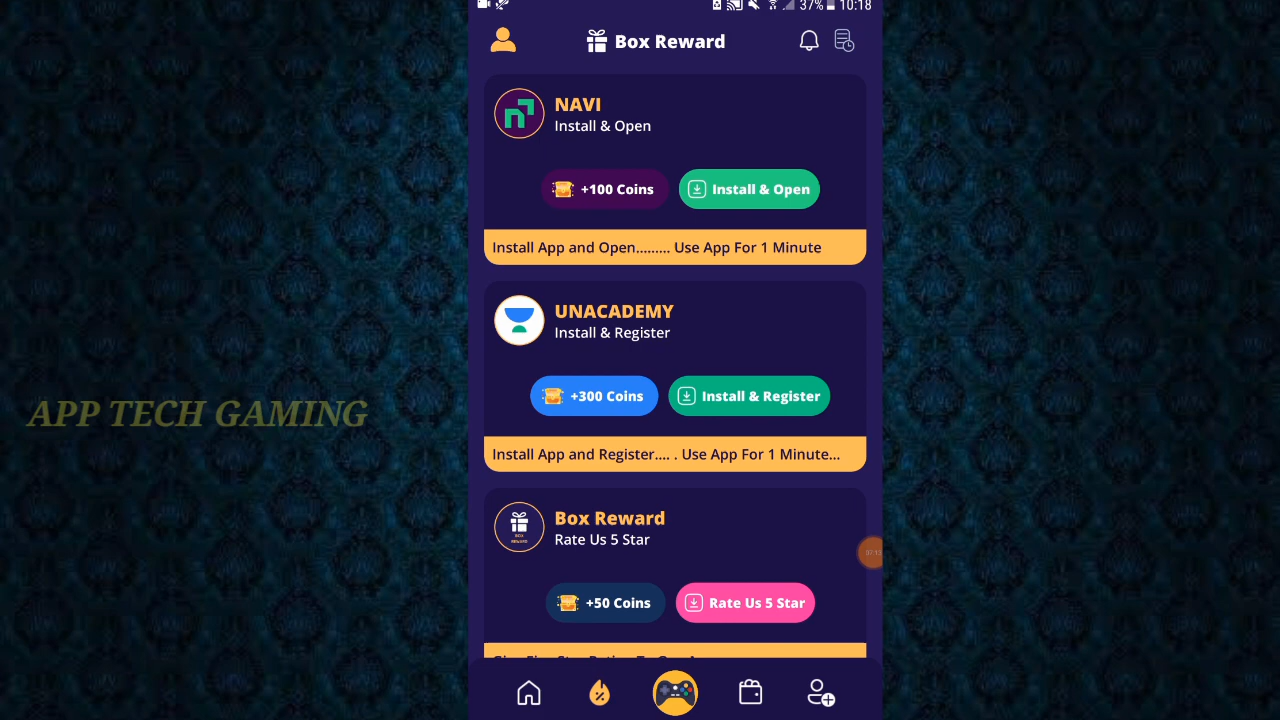 37% 10:18
Box Reward
NAVI
Install & Open
+100 Coins Install & Open
Install App and Open......... Use App For 1 Minute
UNACADEMY
Install & Register
+300 Coins Install & Register
Install App and Register.... . Use App For 1 Minute...
APP TECH GAMING
Box Reward
Rate Us 5 Star
BOX
REWARD
+50 Coins Rate Us 5 Star